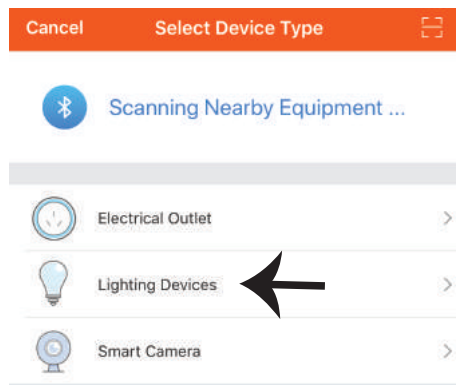 Cancel Select Device Type
Scanning Nearby Equipment ...
Electrical Outlet
Lighting Devices
Smart Camera